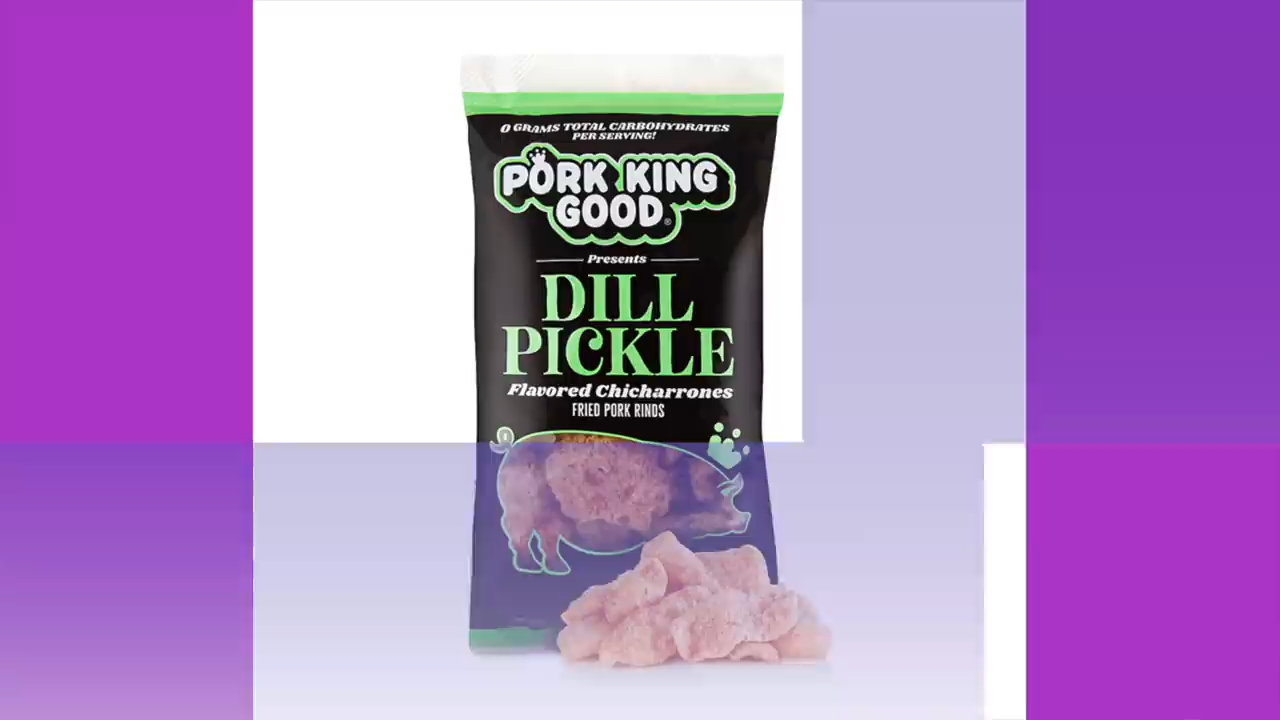 0 GRAMS TOTAL CARBOHYDRATES
PER SERVING!
PORK KING
GOOD®
Presents
DILL
PICKLE
Flavored Chicharrones
FRIED PORK RINDS